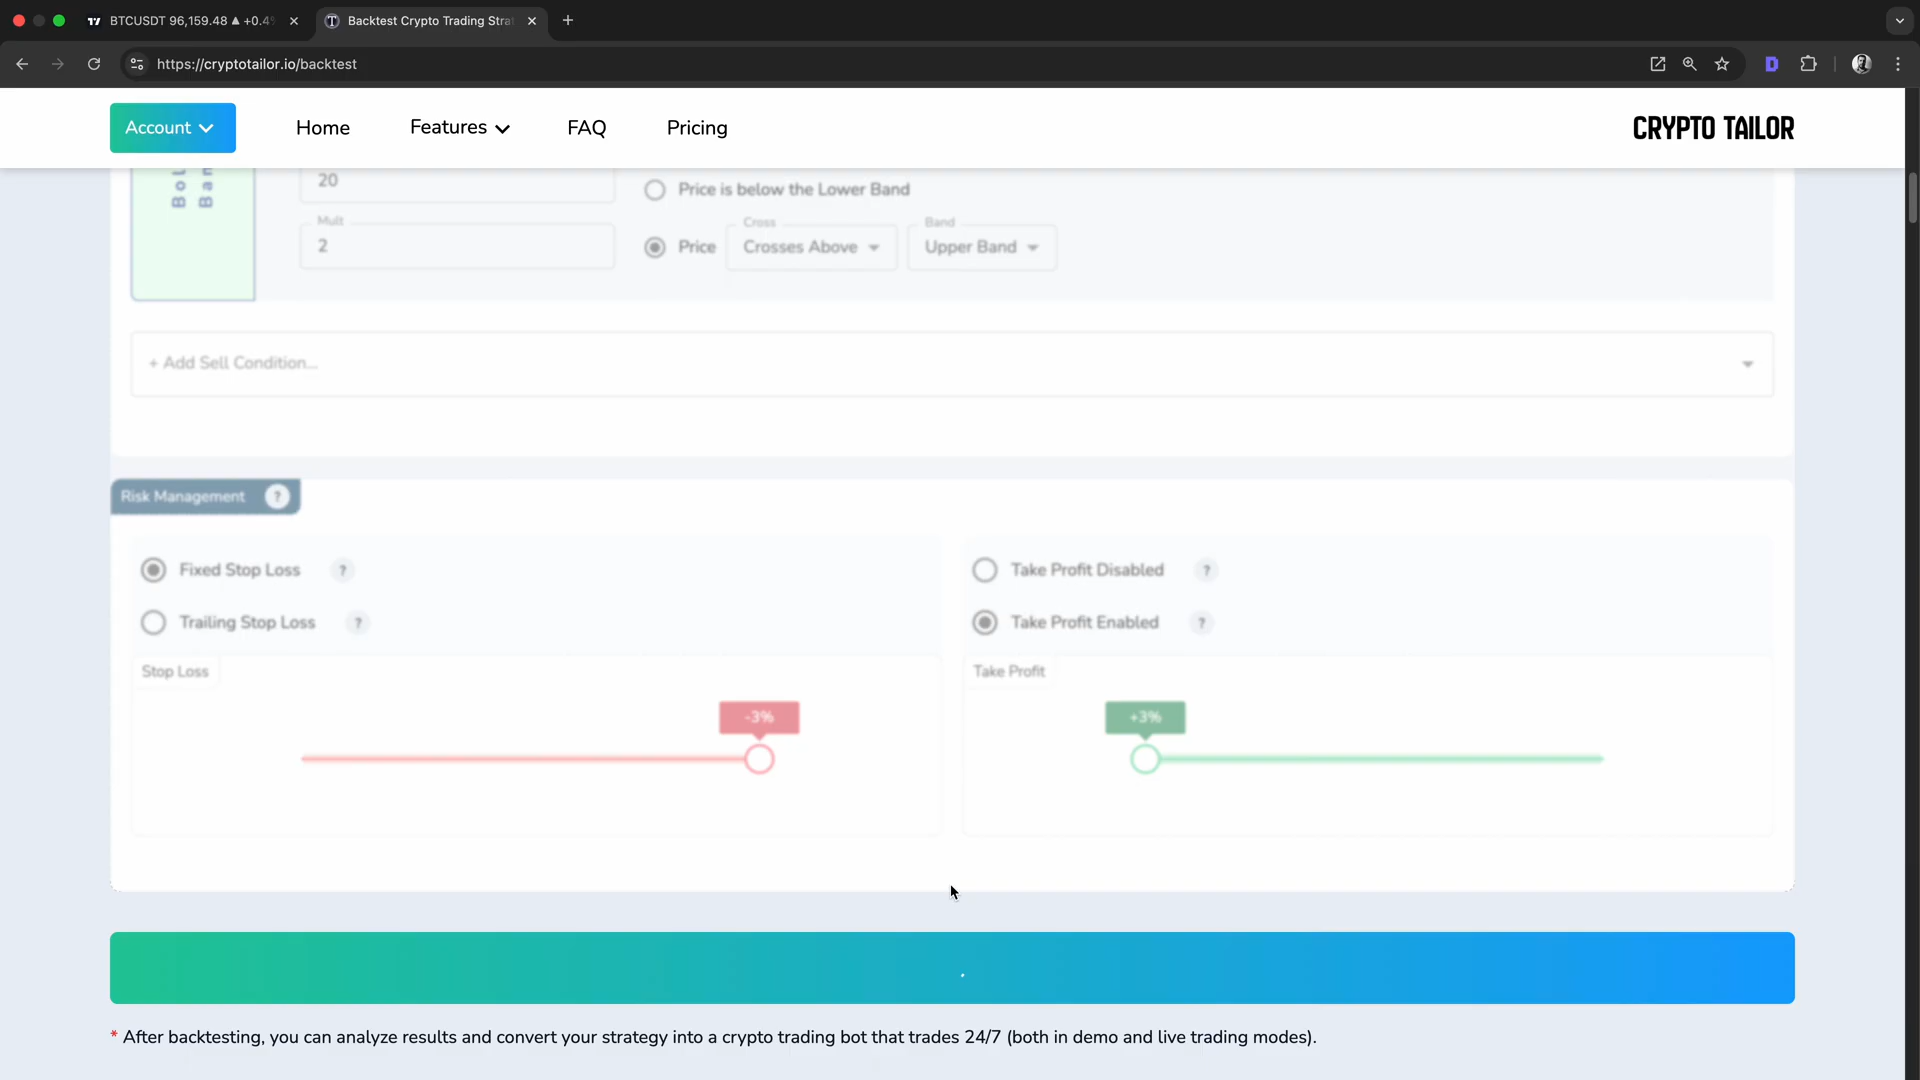 BTCUSDT 96,159.48 ▲ +0.4
Backtest Crypto Trading Stra
https://cryptotailor.io/backtest
Account
Home
Features
FAQ
Pricing
CRYPTO TAILOR
Bol
Ban
20
Price is below the Lower Band
Mult
2
Price
Cross
Crosses Above
Band
Upper Band
+ Add Sell Condition...
Risk Management ?
Fixed Stop Loss ?
Trailing Stop Loss ?
Take Profit Disabled ?
Take Profit Enabled ?
Stop Loss
-3%
Take Profit
+3%
* After backtesting, you can analyze results and convert your strategy into a crypto trading bot that trades 24/7 (both in demo and live trading modes).